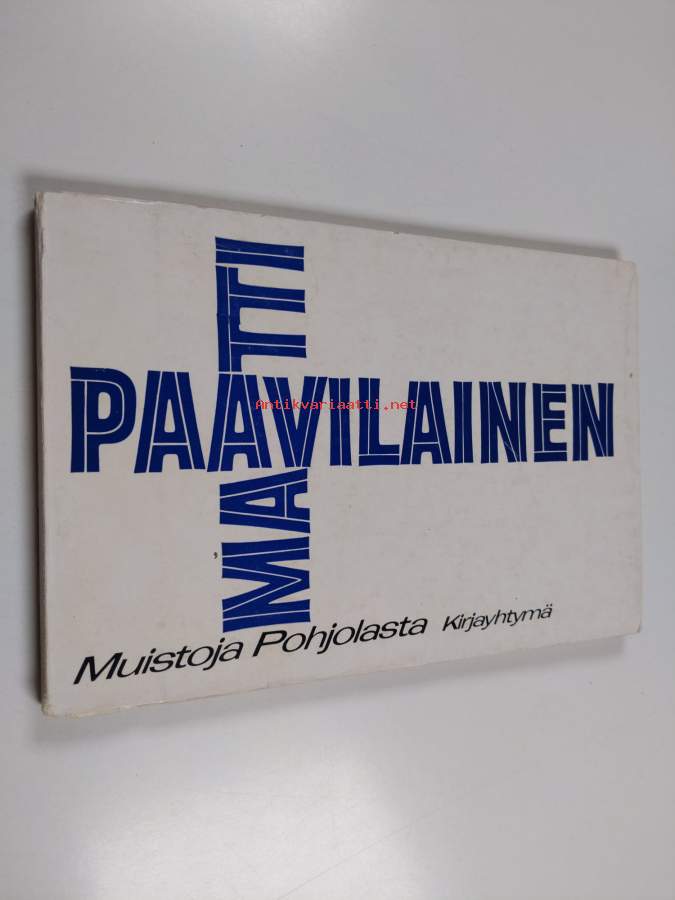 MATTI
PAAVILAINEN
Antikvariaatti.net
Muistoja Pohjolasta Kirjayhtymä